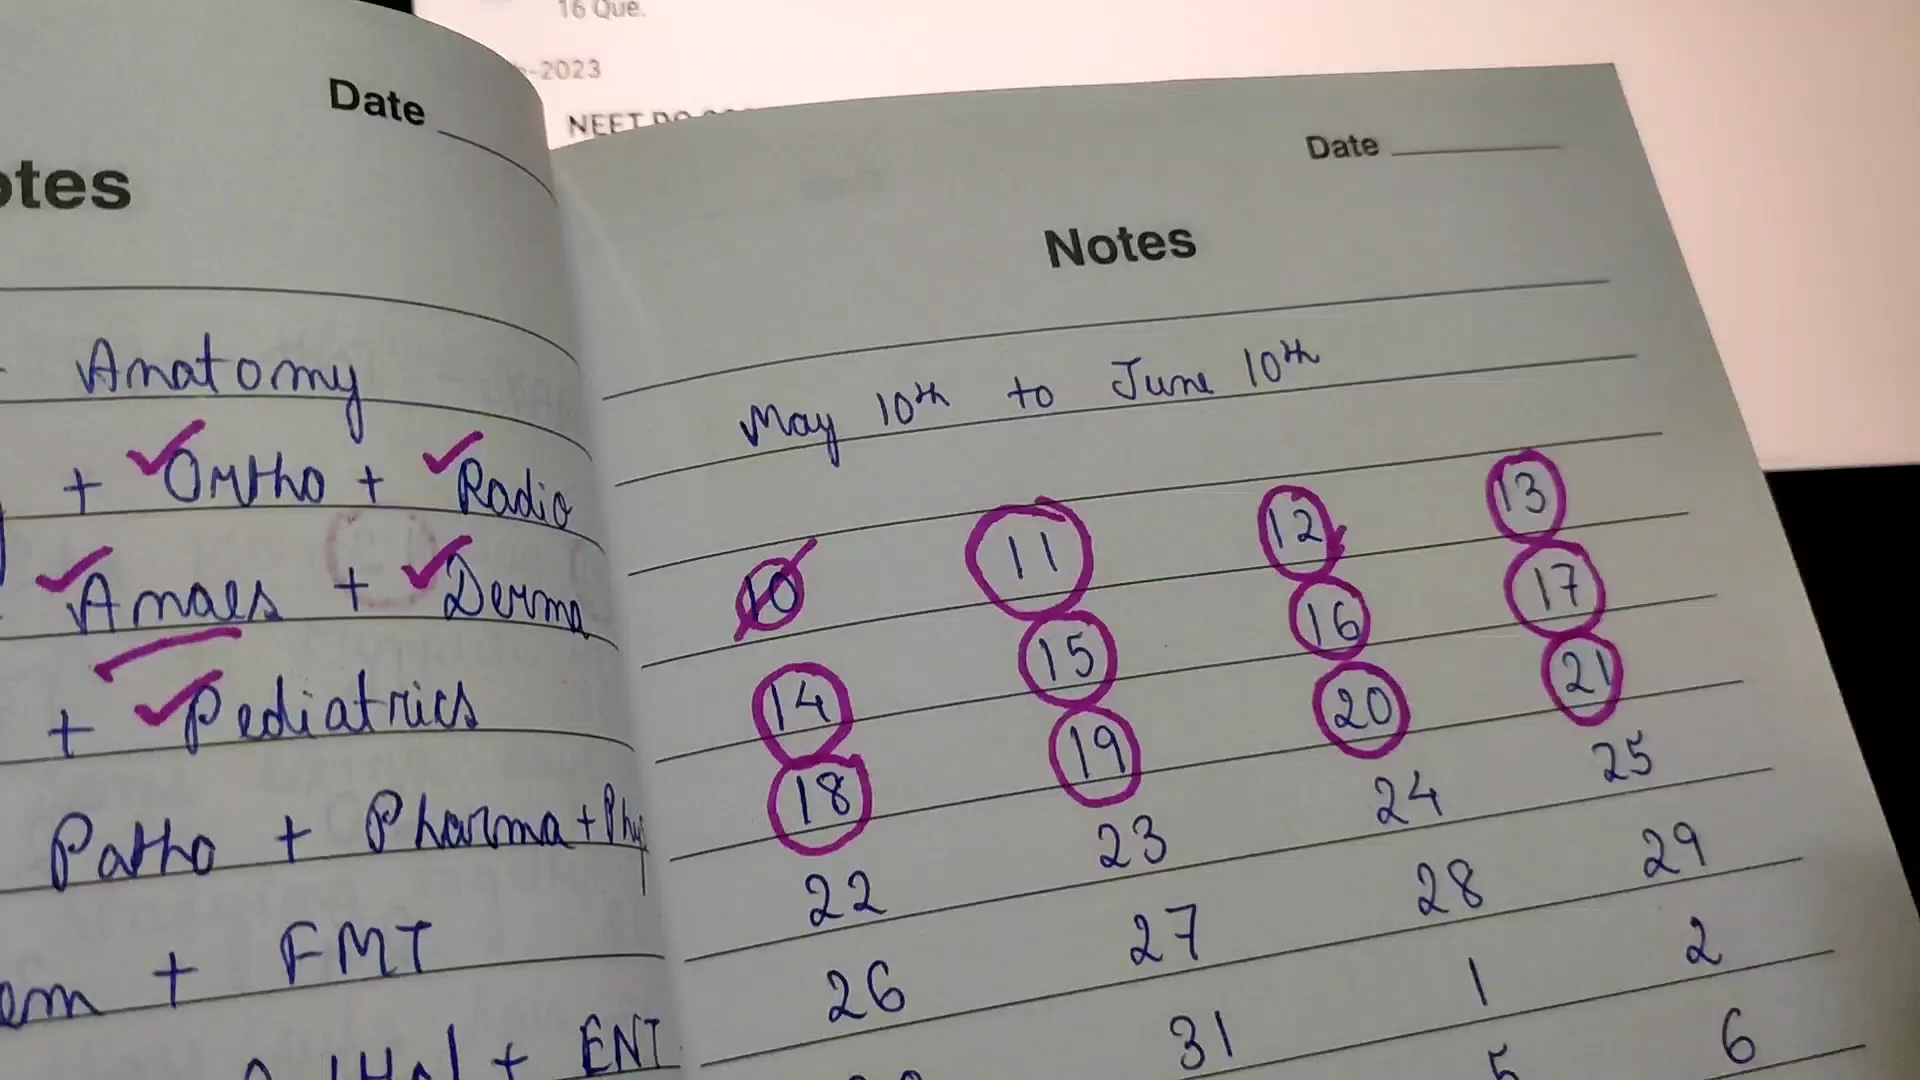 16 Que.
-2023
NEET
Date
otes
Anatomy
+ Ortho + Radio
Anaes + Derma
+ Pediatrics
Patho + Pharma + Phy
+ FMT
+ ENT
Date
Notes
May 10th to June 10th
10 11 12 13
14 15 16 17
18 19 20 21
22 23 24 25
26 27 28 29
31 1 2
5 6